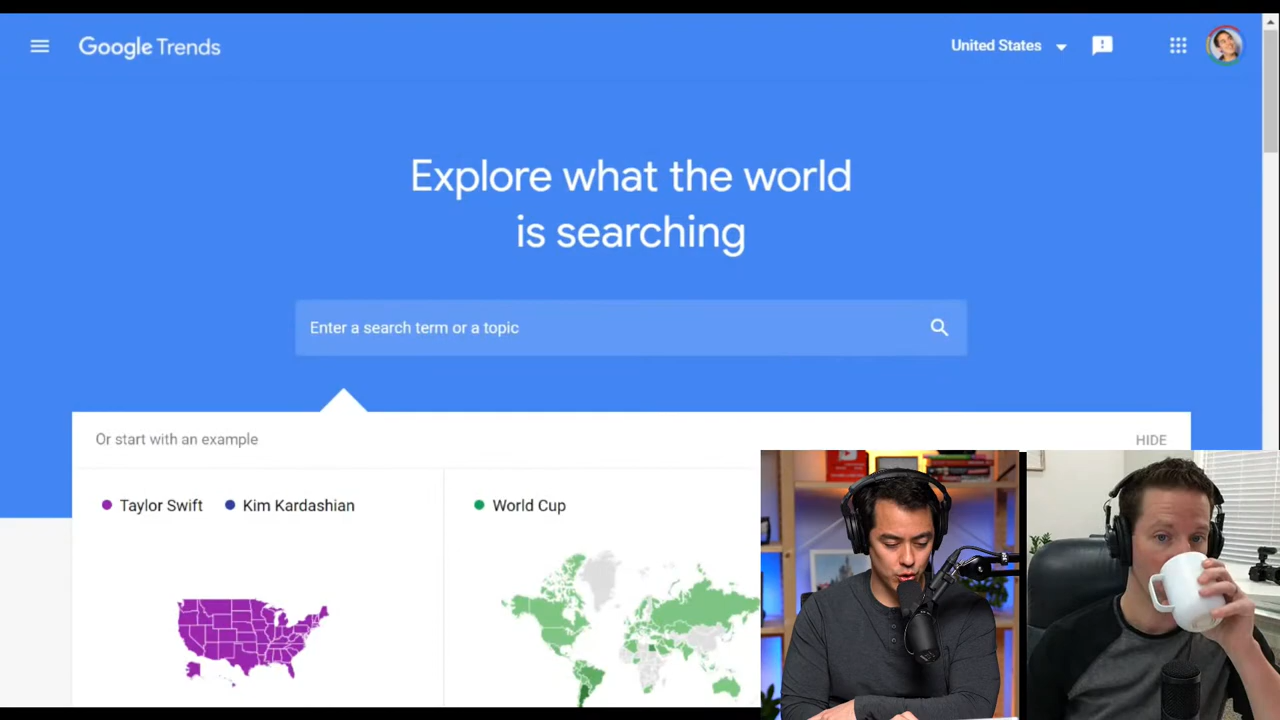 Google Trends
United States
Explore what the world
is searching
Enter a search term or a topic
Or start with an example
HIDE
Taylor Swift
Kim Kardashian
World Cup